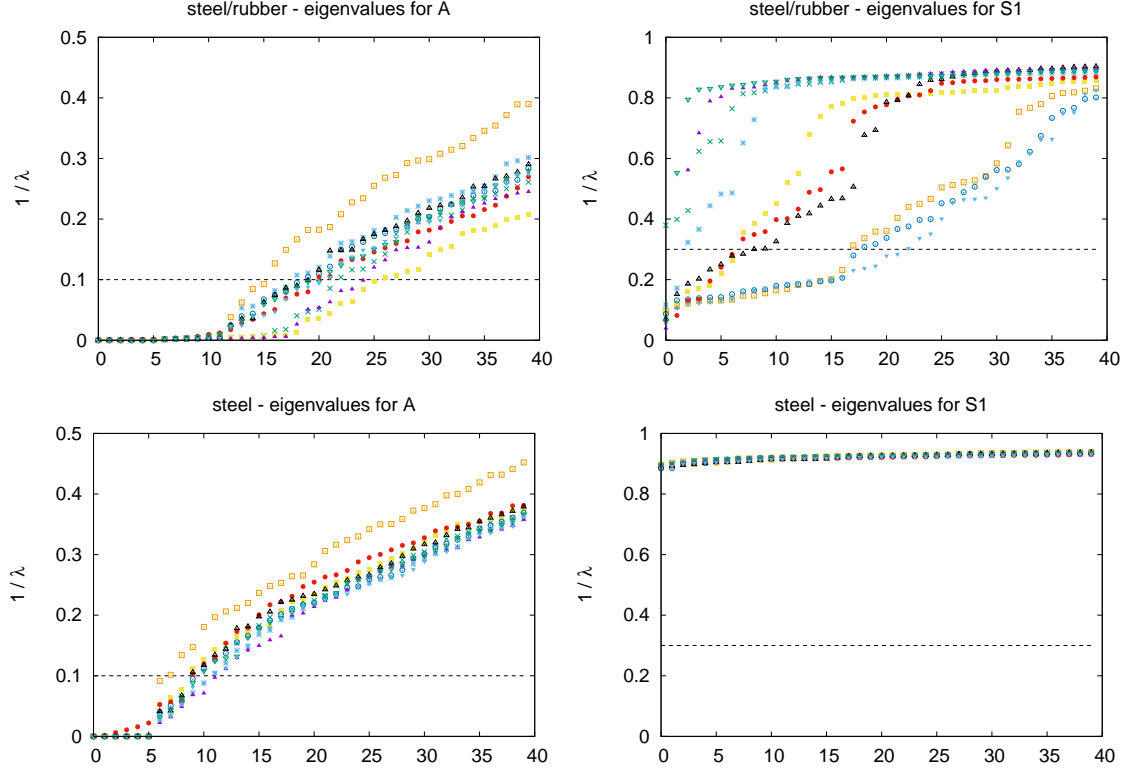 steel/rubber - eigenvalues for A
0.5
0.4
0.3
0.2
0.1
0
1 / λ
0 5 10 15 20 25 30 35 40
steel/rubber - eigenvalues for S1
1
0.8
0.6
0.4
0.2
0
1 / λ
0 5 10 15 20 25 30 35 40
steel - eigenvalues for A
0.5
0.4
0.3
0.2
0.1
0
1 / λ
0 5 10 15 20 25 30 35 40
steel - eigenvalues for S1
1
0.8
0.6
0.4
0.2
0
1 / λ
0 5 10 15 20 25 30 35 40